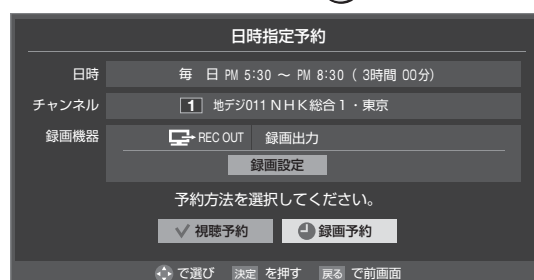 日時指定予約
日時 毎 日 PM 5:30 ～ PM 8:30 ( 3時間 00分)
チャンネル 1 地デジ011 NHK総合1・東京
録画機器 REC OUT 録画出力
録画設定
予約方法を選択してください。
視聴予約 録画予約
で選び 決定 を押す 戻る で前画面